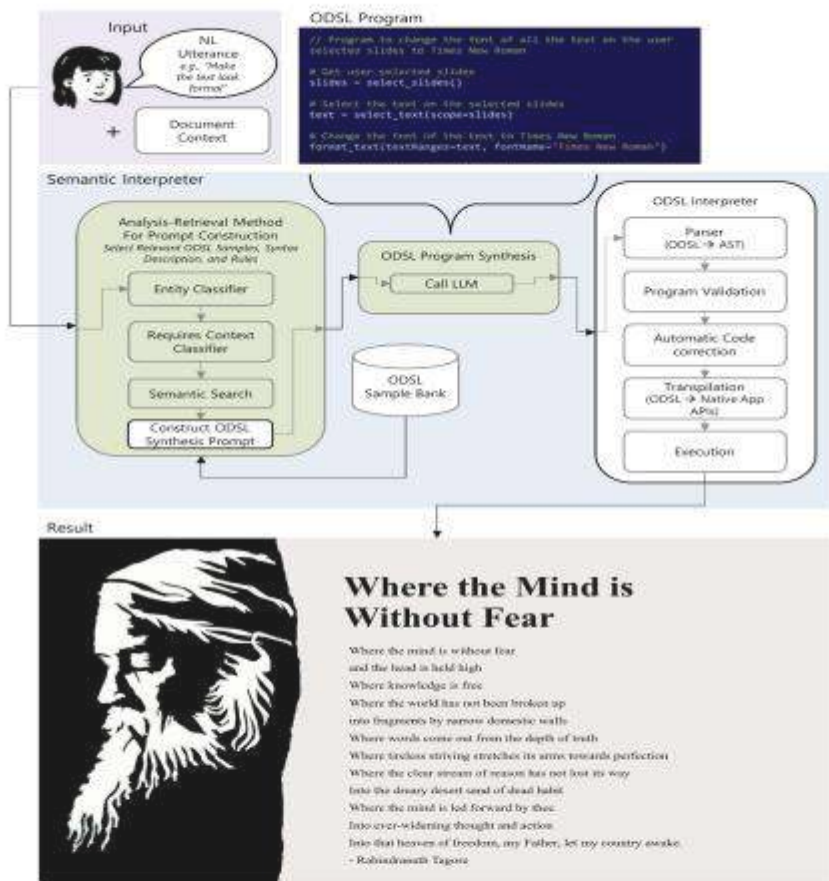 Input
NL
Utterance
e.g., "Make
the text look
formal"
+
Document
Context
ODSL Program
// Program to change the font of all the text on the user
selected slides to Times New Roman
# Get user selected slides
slides = select_slides()
# Select the text on the selected slides
text = select_text(scope=slides)
# Change the font of the text to Times New Roman
format_text(textRanges=text, fontName="Times New Roman")
Semantic Interpreter
Analysis-Retrieval Method
For Prompt Construction
Select Relevant ODSL Samples, Syntax
Description, and Rules
Entity Classifier
Requires Context
Classifier
Semantic Search
Construct ODSL
Synthesis Prompt
ODSL Program Synthesis
Call LLM
ODSL
Sample Bank
ODSL Interpreter
Parser
(ODSL → AST)
Program Validation
Automatic Code
correction
Transpilation
(ODSL → Native App
APIs)
Execution
Result
Where the Mind is
Without Fear
Where the mind is without fear
and the head is held high
Where knowledge is free
Where the world has not been broken up
into fragments by narrow domestic walls
Where words come out from the depth of truth
Where tireless striving stretches its arms towards perfection
Where the clear stream of reason has not lost its way
Into the dreary desert sand of dead habit
Where the mind is led forward by thee
Into ever-widening thought and action
Into that heaven of freedom, my Father, let my country awake.
- Rabindranath Tagore